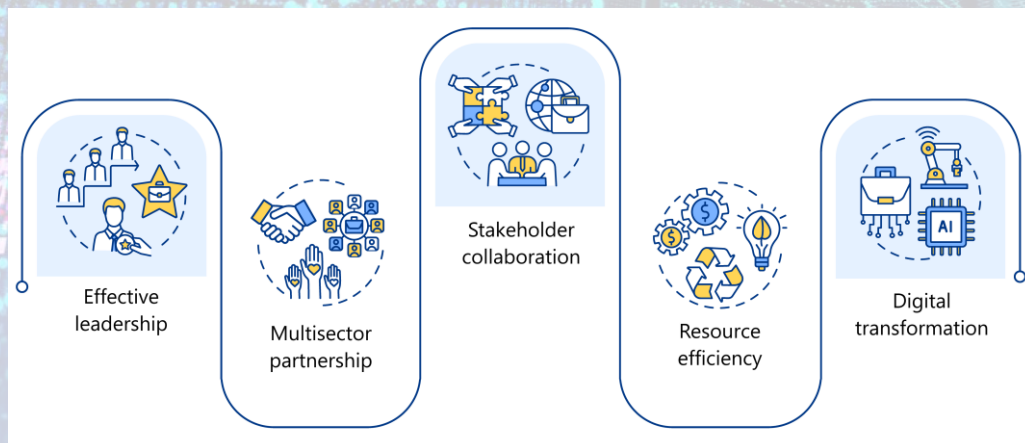 Effective
leadership
Multisector
partnership
Stakeholder
collaboration
$
$
Resource
efficiency
AI
Digital
transformation